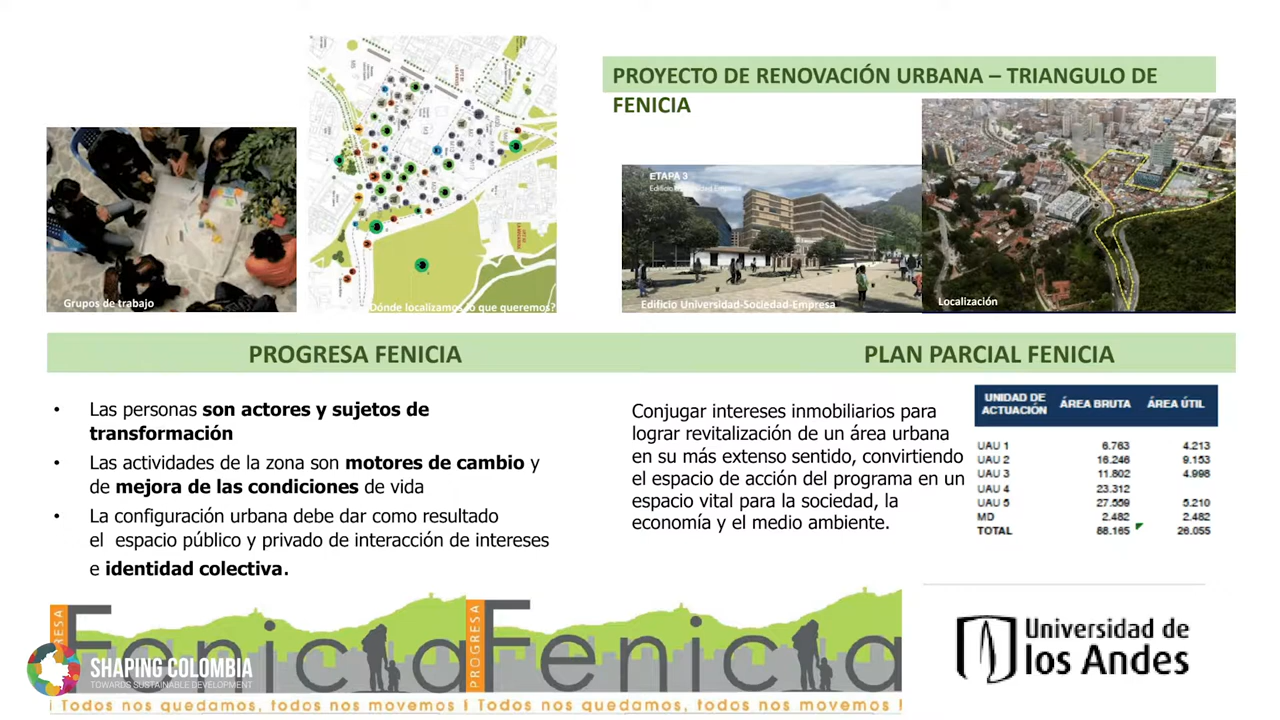 PROYECTO DE RENOVACIÓN URBANA – TRIANGULO DE
FENICIA
Grupos de trabajo
¿Dónde localizamos lo que queremos?
ETAPA 3
Edificio Universidad-Sociedad-Empresa
Localización
PROGRESA FENICIA
PLAN PARCIAL FENICIA
• Las personas son actores y sujetos de
transformación
• Las actividades de la zona son motores de cambio y
de mejora de las condiciones de vida
• La configuración urbana debe dar como resultado
el espacio público y privado de interacción de intereses
e identidad colectiva.
Conjugar intereses inmobiliarios para
lograr revitalización de un área urbana
en su más extenso sentido, convirtiendo
el espacio de acción del programa en un
espacio vital para la sociedad, la
economía y el medio ambiente.
UNIDAD DE
ACTUACIÓN ÁREA BRUTA ÁREA ÚTIL
UAU 1 6.763 4.213
UAU 2 16.246 9.153
UAU 3 11.802 4.998
UAU 4 23.312
UAU 5 27.559 5.210
MD 2.482 2.482
TOTAL 88.165 26.055
Fenicia
PROGRESA
Fenicia
¡Todos nos quedamos, todos nos movemos!
¡Todos nos quedamos, todos nos movemos!
SHAPING COLOMBIA
TOWARDS SUSTAINABLE DEVELOPMENT
Universidad de
los Andes